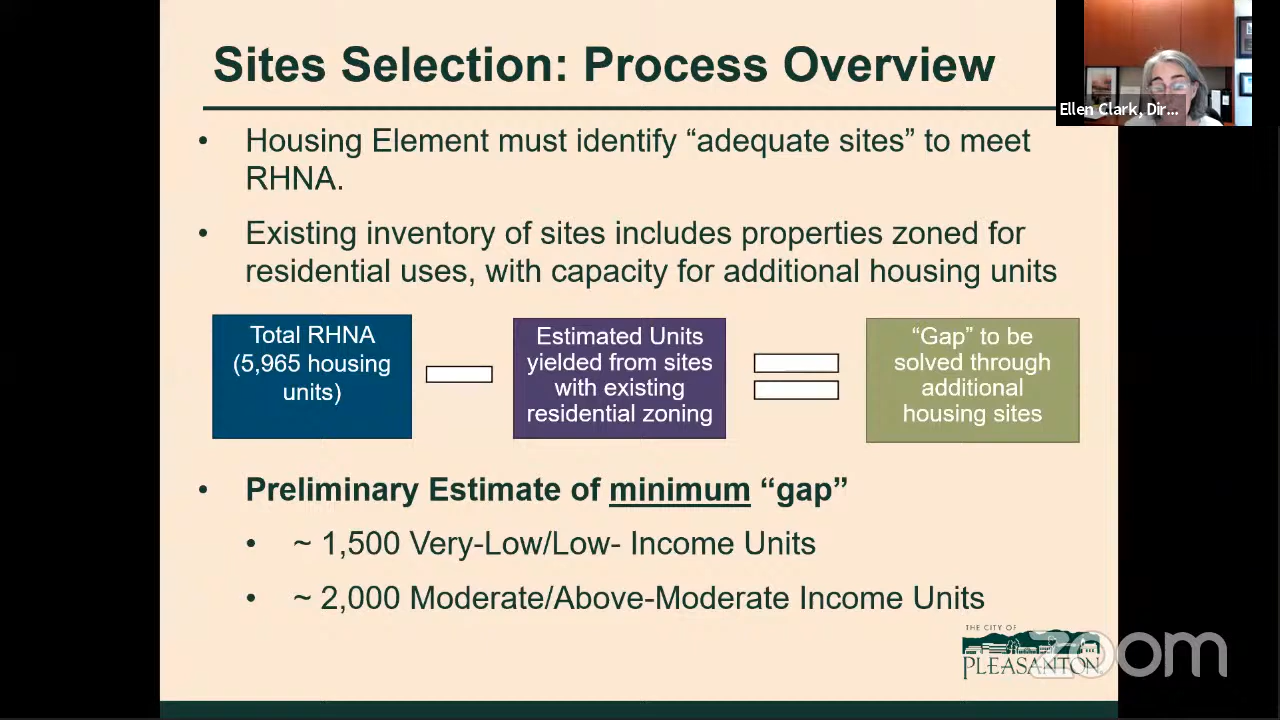 Sites Selection: Process Overview
Ellen Clark, Dir...
• Housing Element must identify “adequate sites” to meet
RHNA.
• Existing inventory of sites includes properties zoned for
residential uses, with capacity for additional housing units
Total RHNA
(5,965 housing
units)
Estimated Units
yielded from sites
with existing
residential zoning
“Gap” to be
solved through
additional
housing sites
• Preliminary Estimate of minimum “gap”
• ~ 1,500 Very-Low/Low- Income Units
• ~ 2,000 Moderate/Above-Moderate Income Units
THE CITY OF
PLEASANTON
zoom